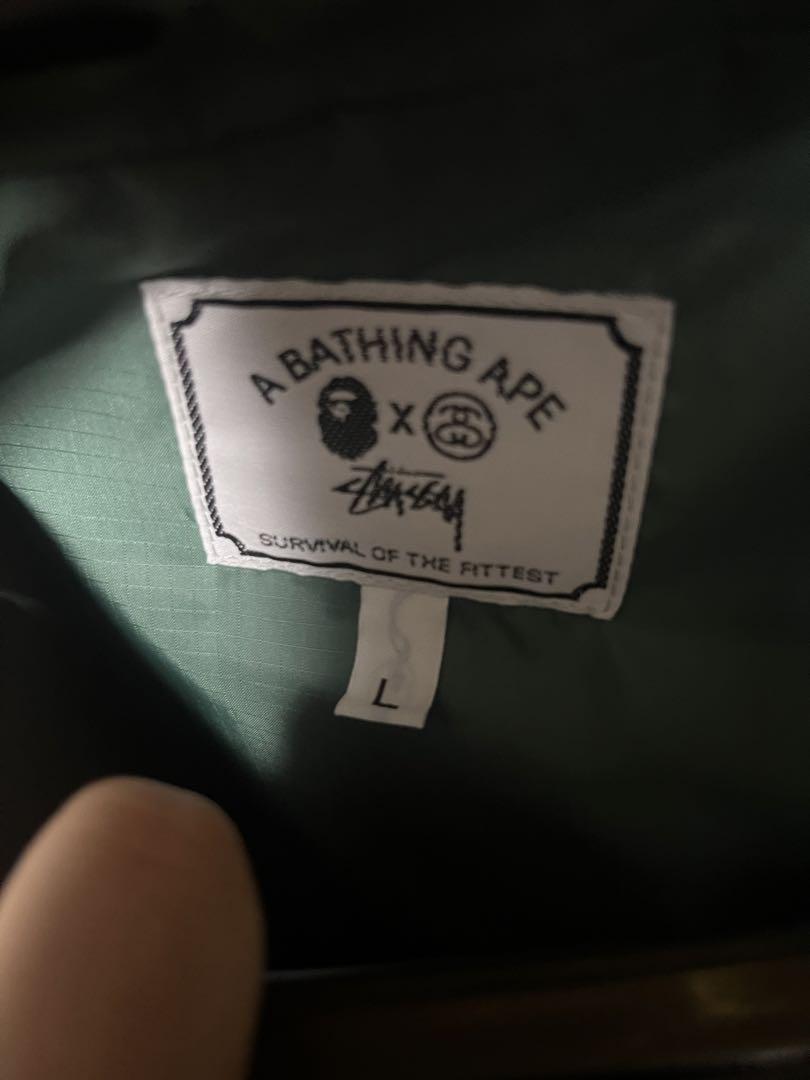 A BATHING APE
X
STUSSY
SURVIVAL OF THE FITTEST
L